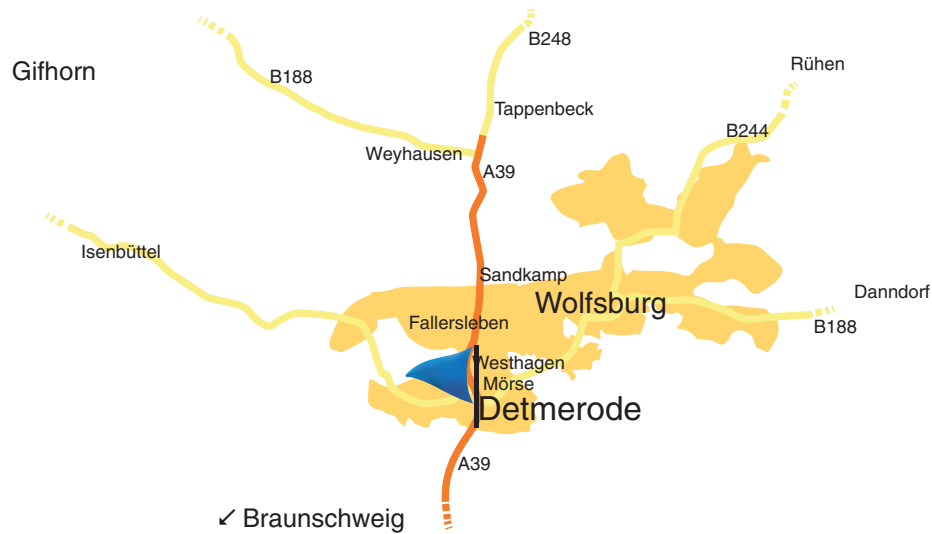 B248
Rühen
Gifhorn
B188
Tappenbeck
B244
Weyhausen
A39
Isenbüttel
Sandkamp
Danndorf
Wolfsburg
Fallersleben
B188
Westhagen
Mörse
Detmerode
A39
↙ Braunschweig